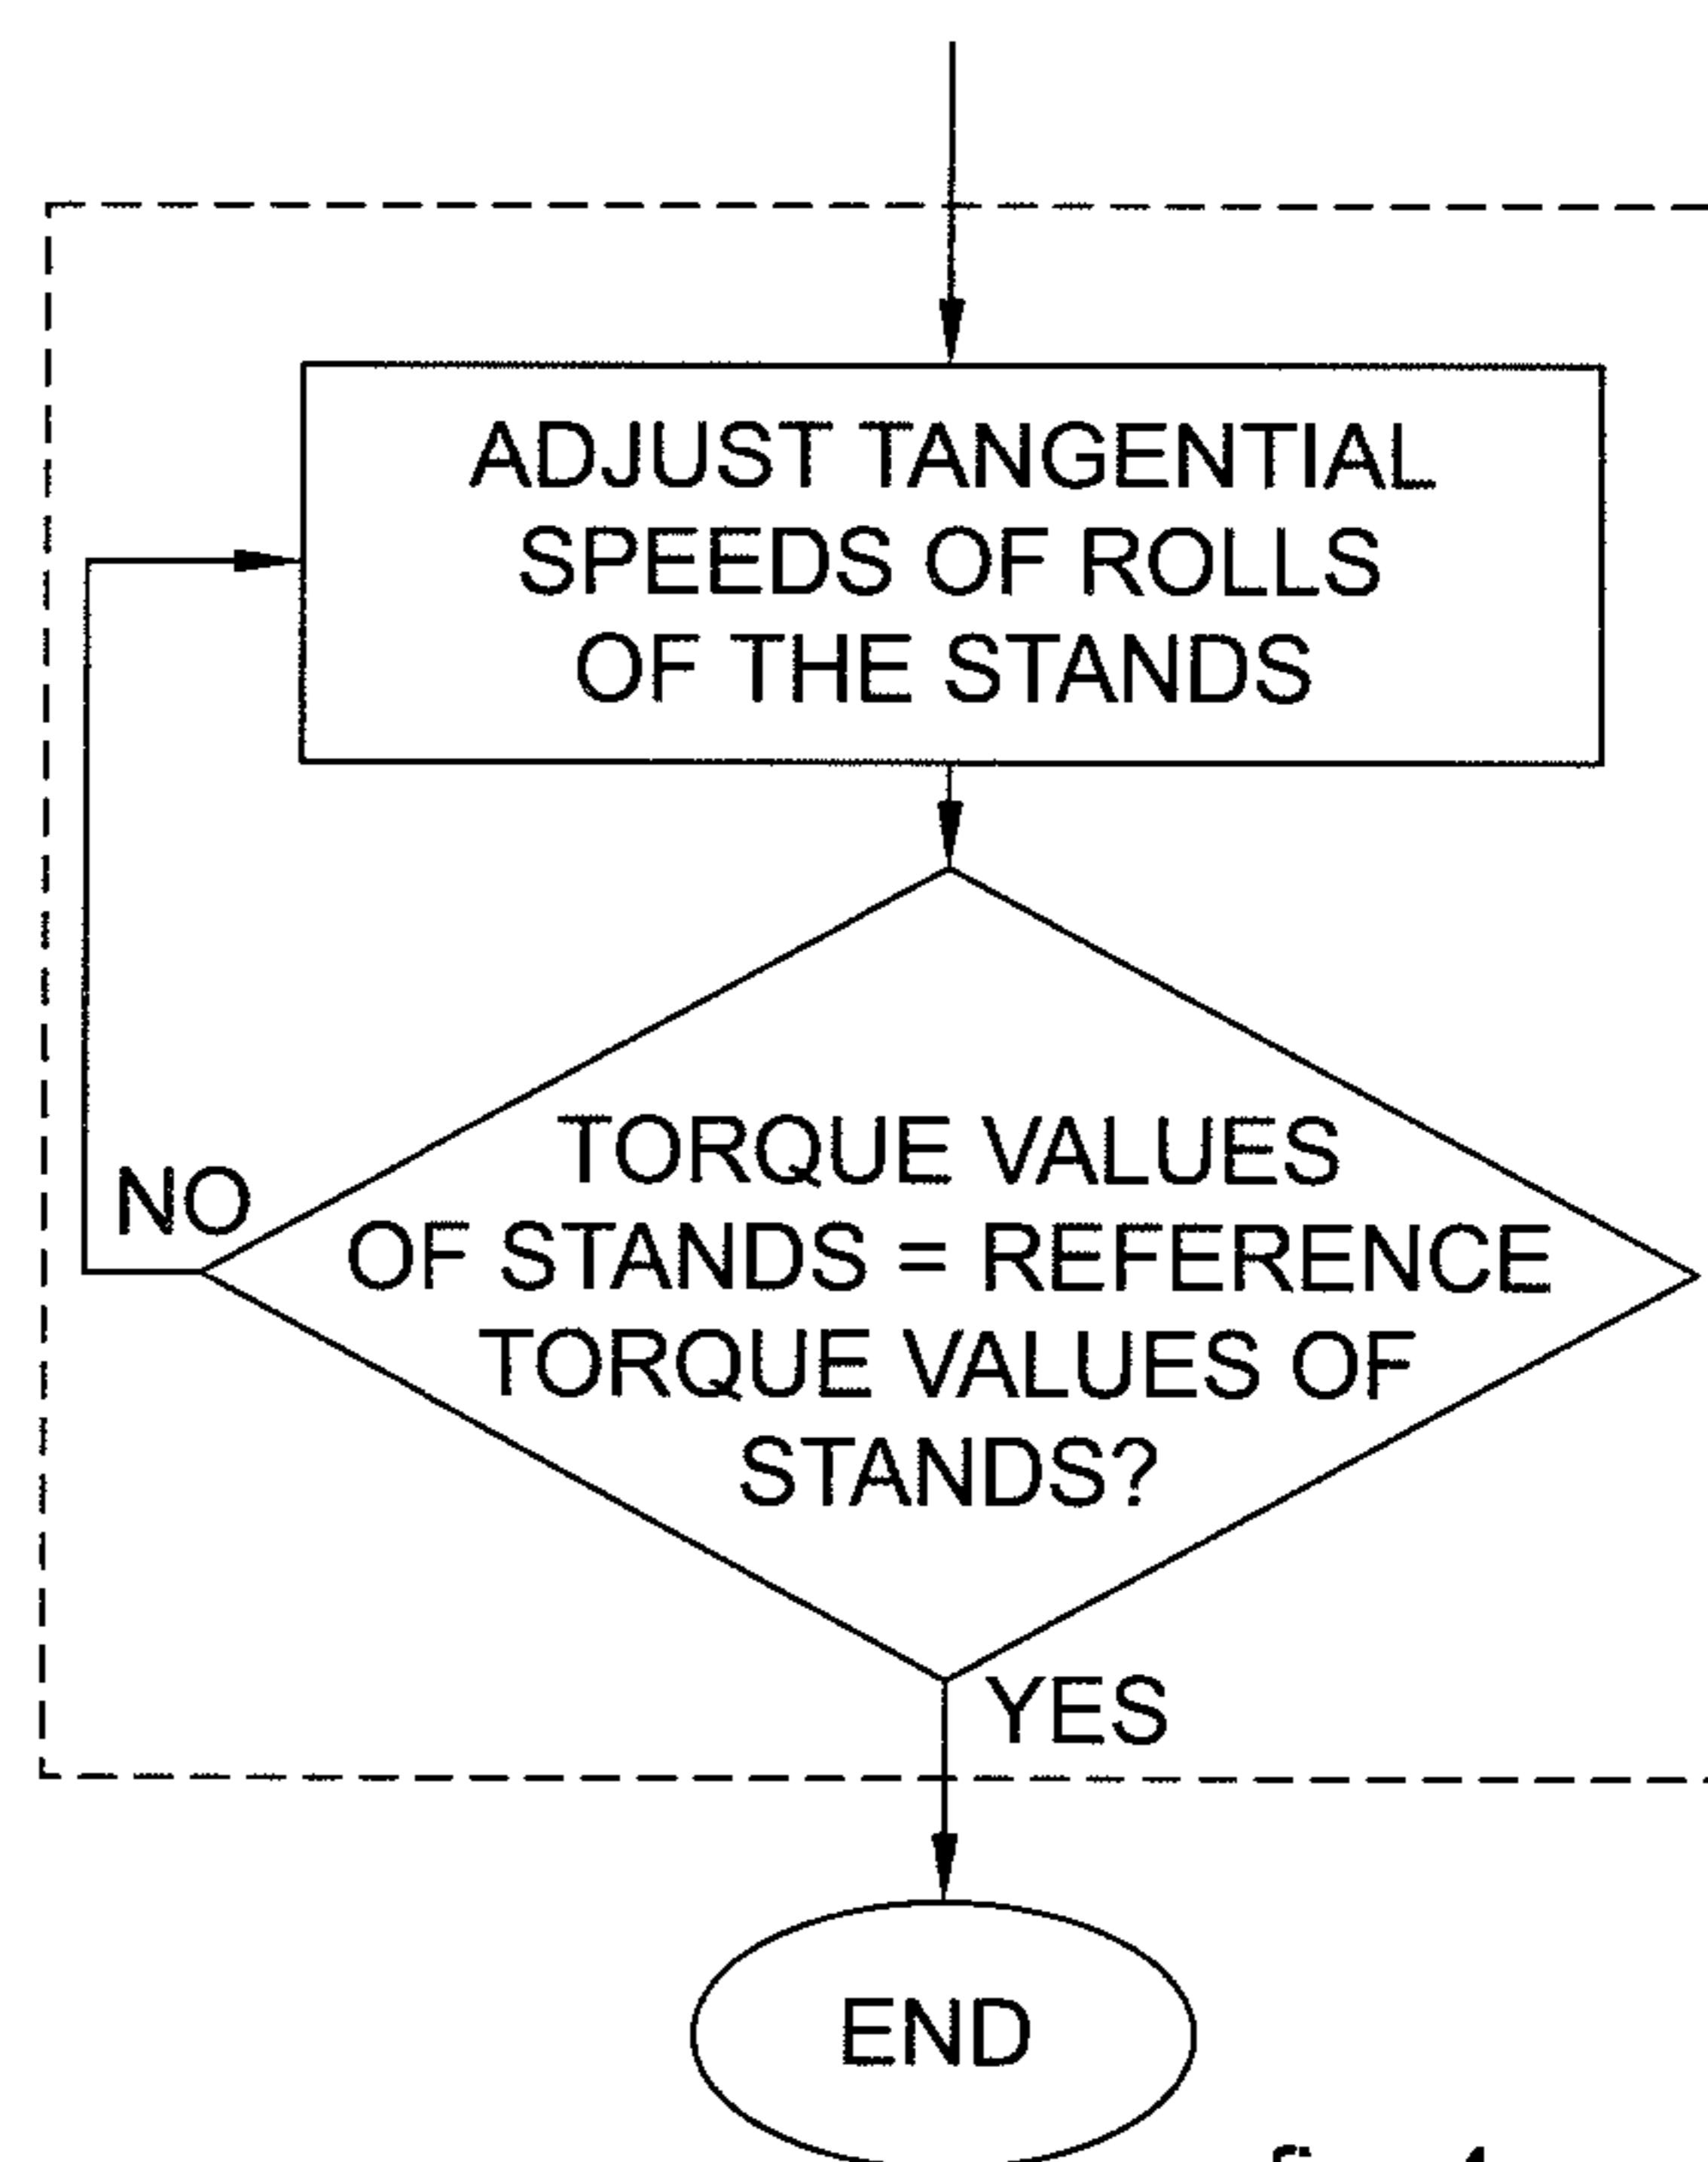 ADJUST TANGENTIAL
SPEEDS OF ROLLS
OF THE STANDS
TORQUE VALUES
NO
OF STANDS = REFERENCE
TORQUE VALUES OF
STANDS?
YES
END